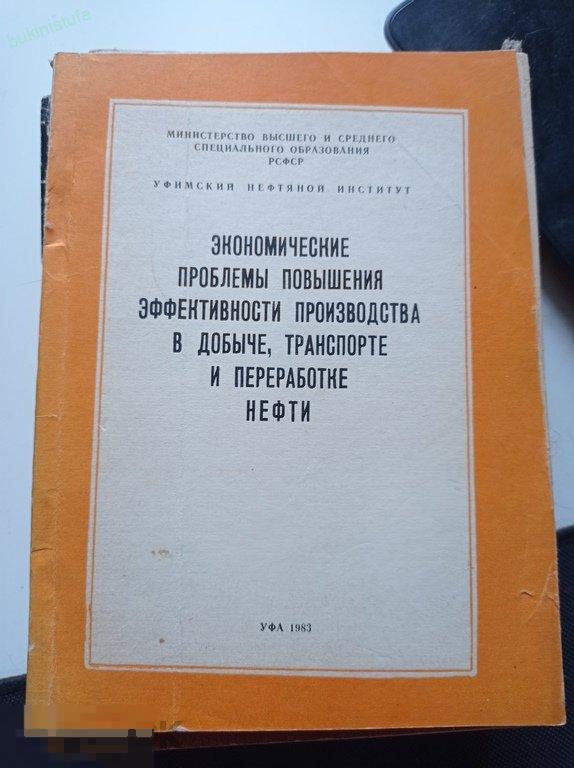 bukinistufa
МИНИСТЕРСТВО ВЫСШЕГО И СРЕДНЕГО
СПЕЦИАЛЬНОГО ОБРАЗОВАНИЯ
РСФСР
УФИМСКИЙ НЕФТЯНОЙ ИНСТИТУТ
ЭКОНОМИЧЕСКИЕ
ПРОБЛЕМЫ ПОВЫШЕНИЯ
ЭФФЕКТИВНОСТИ ПРОИЗВОДСТВА
В ДОБЫЧЕ, ТРАНСПОРТЕ
И ПЕРЕРАБОТКЕ
НЕФТИ
УФА 1983